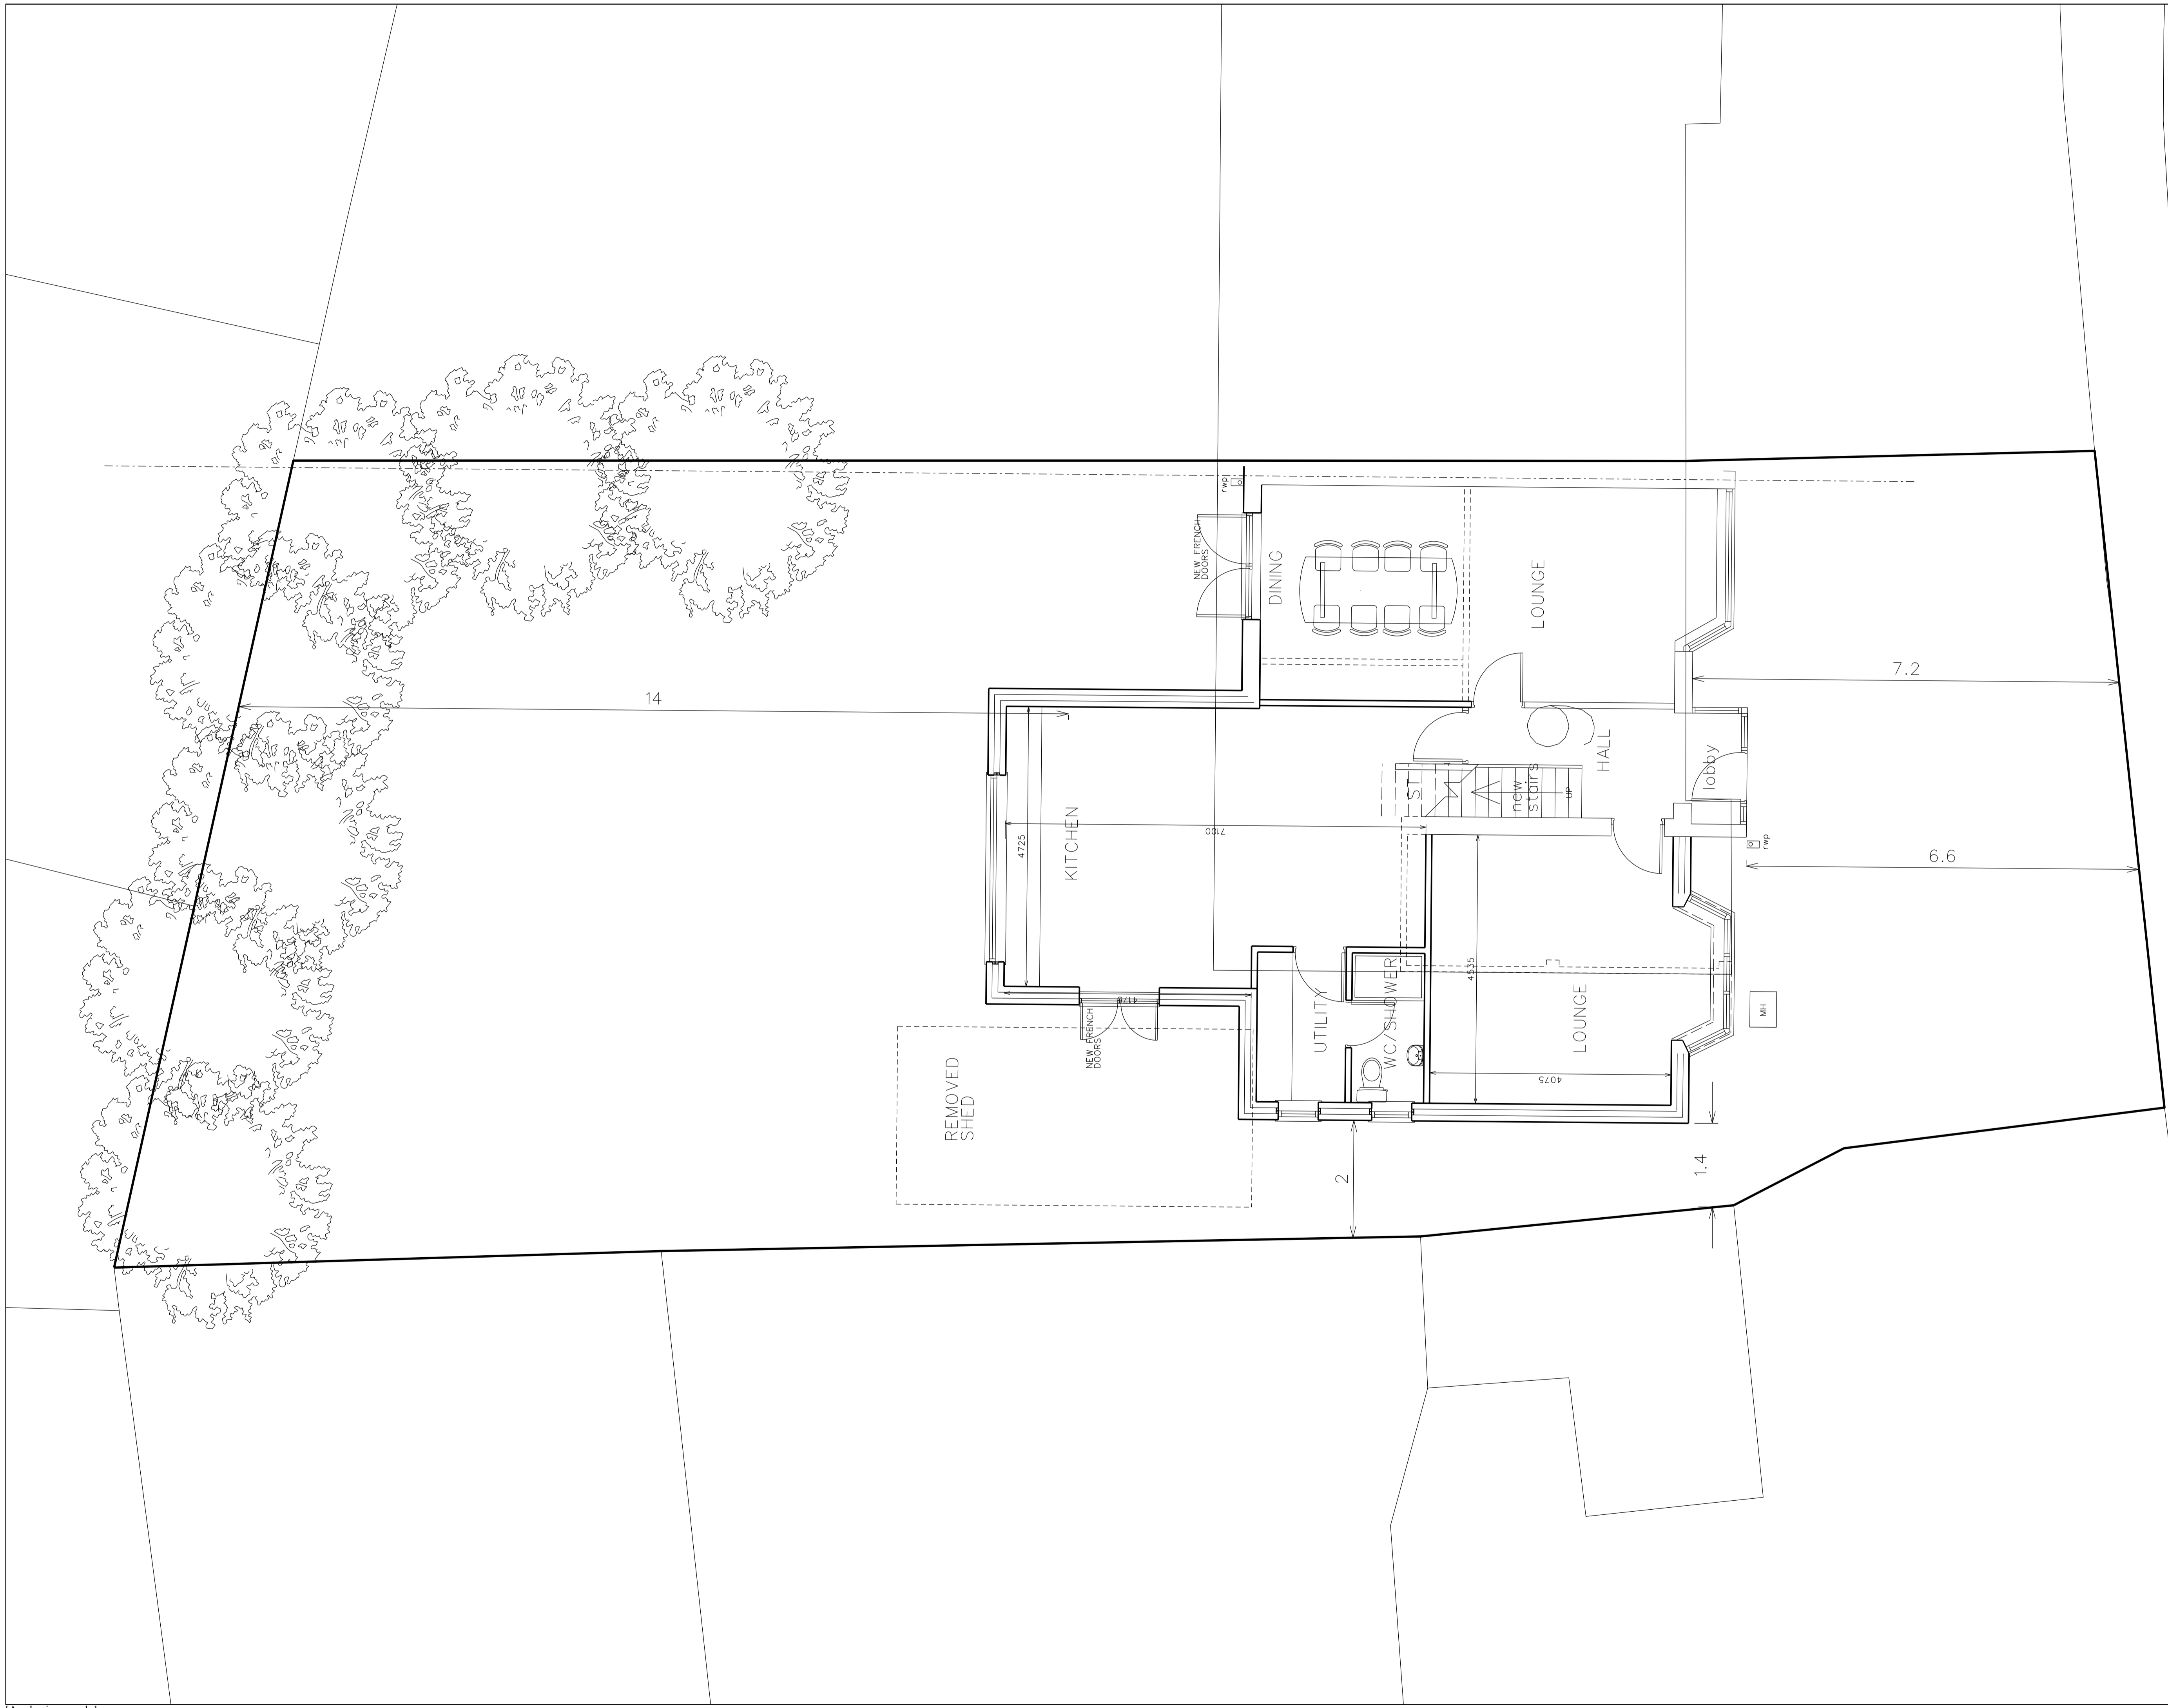 rwp
NEW FRENCH
DOORS
DINING
LOUNGE
14
7.2
HALL
lobby
ST
new
stairs
UP
KITCHEN
4725
7100
rwp
6.6
4170
NEW FRENCH
DOORS
UTILITY
WC/SHOWER
4535
LOUNGE
MH
4075
REMOVED
SHED
2
1.4